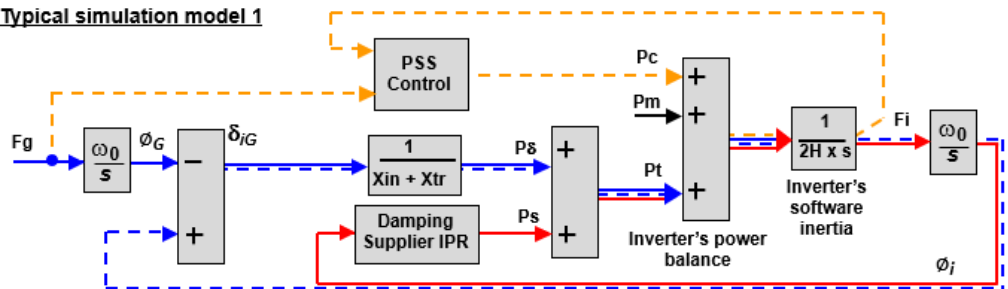 Typical simulation model 1
PSS
Control
Pc
+
Pm
+
Fg
ω0
s
øG
δiG
−
+
1
Xin + Xtr
Pδ
+
Damping
Supplier IPR
Ps
+
Pt
+
Inverter's power
balance
1
2H x s
Inverter's
software
inertia
Fi
ω0
s
øi